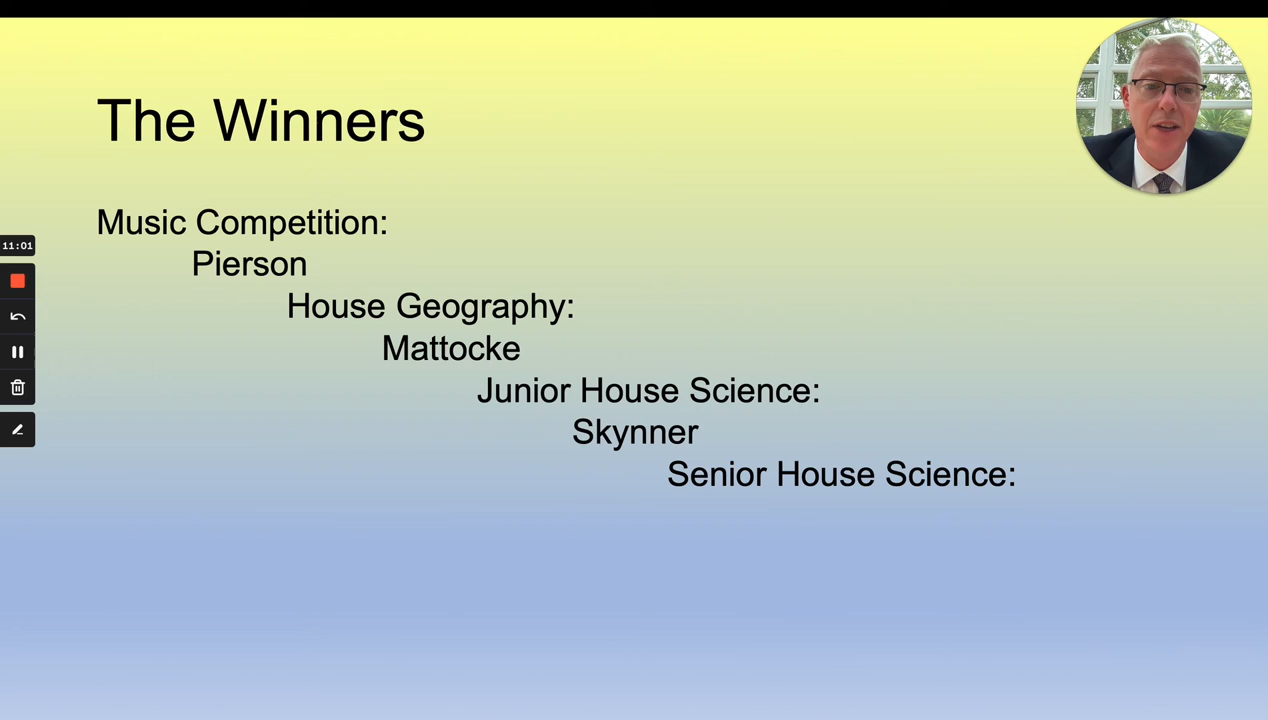 The Winners
Music Competition:
Pierson
House Geography:
Mattocke
Junior House Science:
Skynner
Senior House Science:
11:01